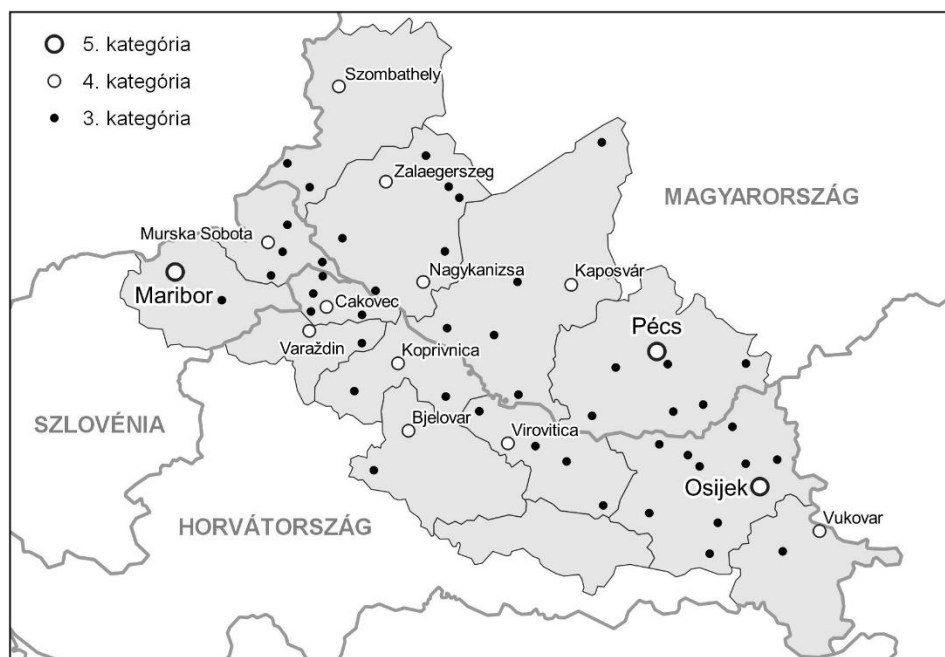 5. kategória
4. kategória
3. kategória
Szombathely
Zalaegerszeg
MAGYARORSZÁG
Murska Sobota
Maribor
Nagykanizsa
Kaposvár
Cakovec
Varaždin
Pécs
Koprivnica
SZLOVÉNIA
Bjelovar
Virovitica
Osijek
HORVÁTORSZÁG
Vukovar